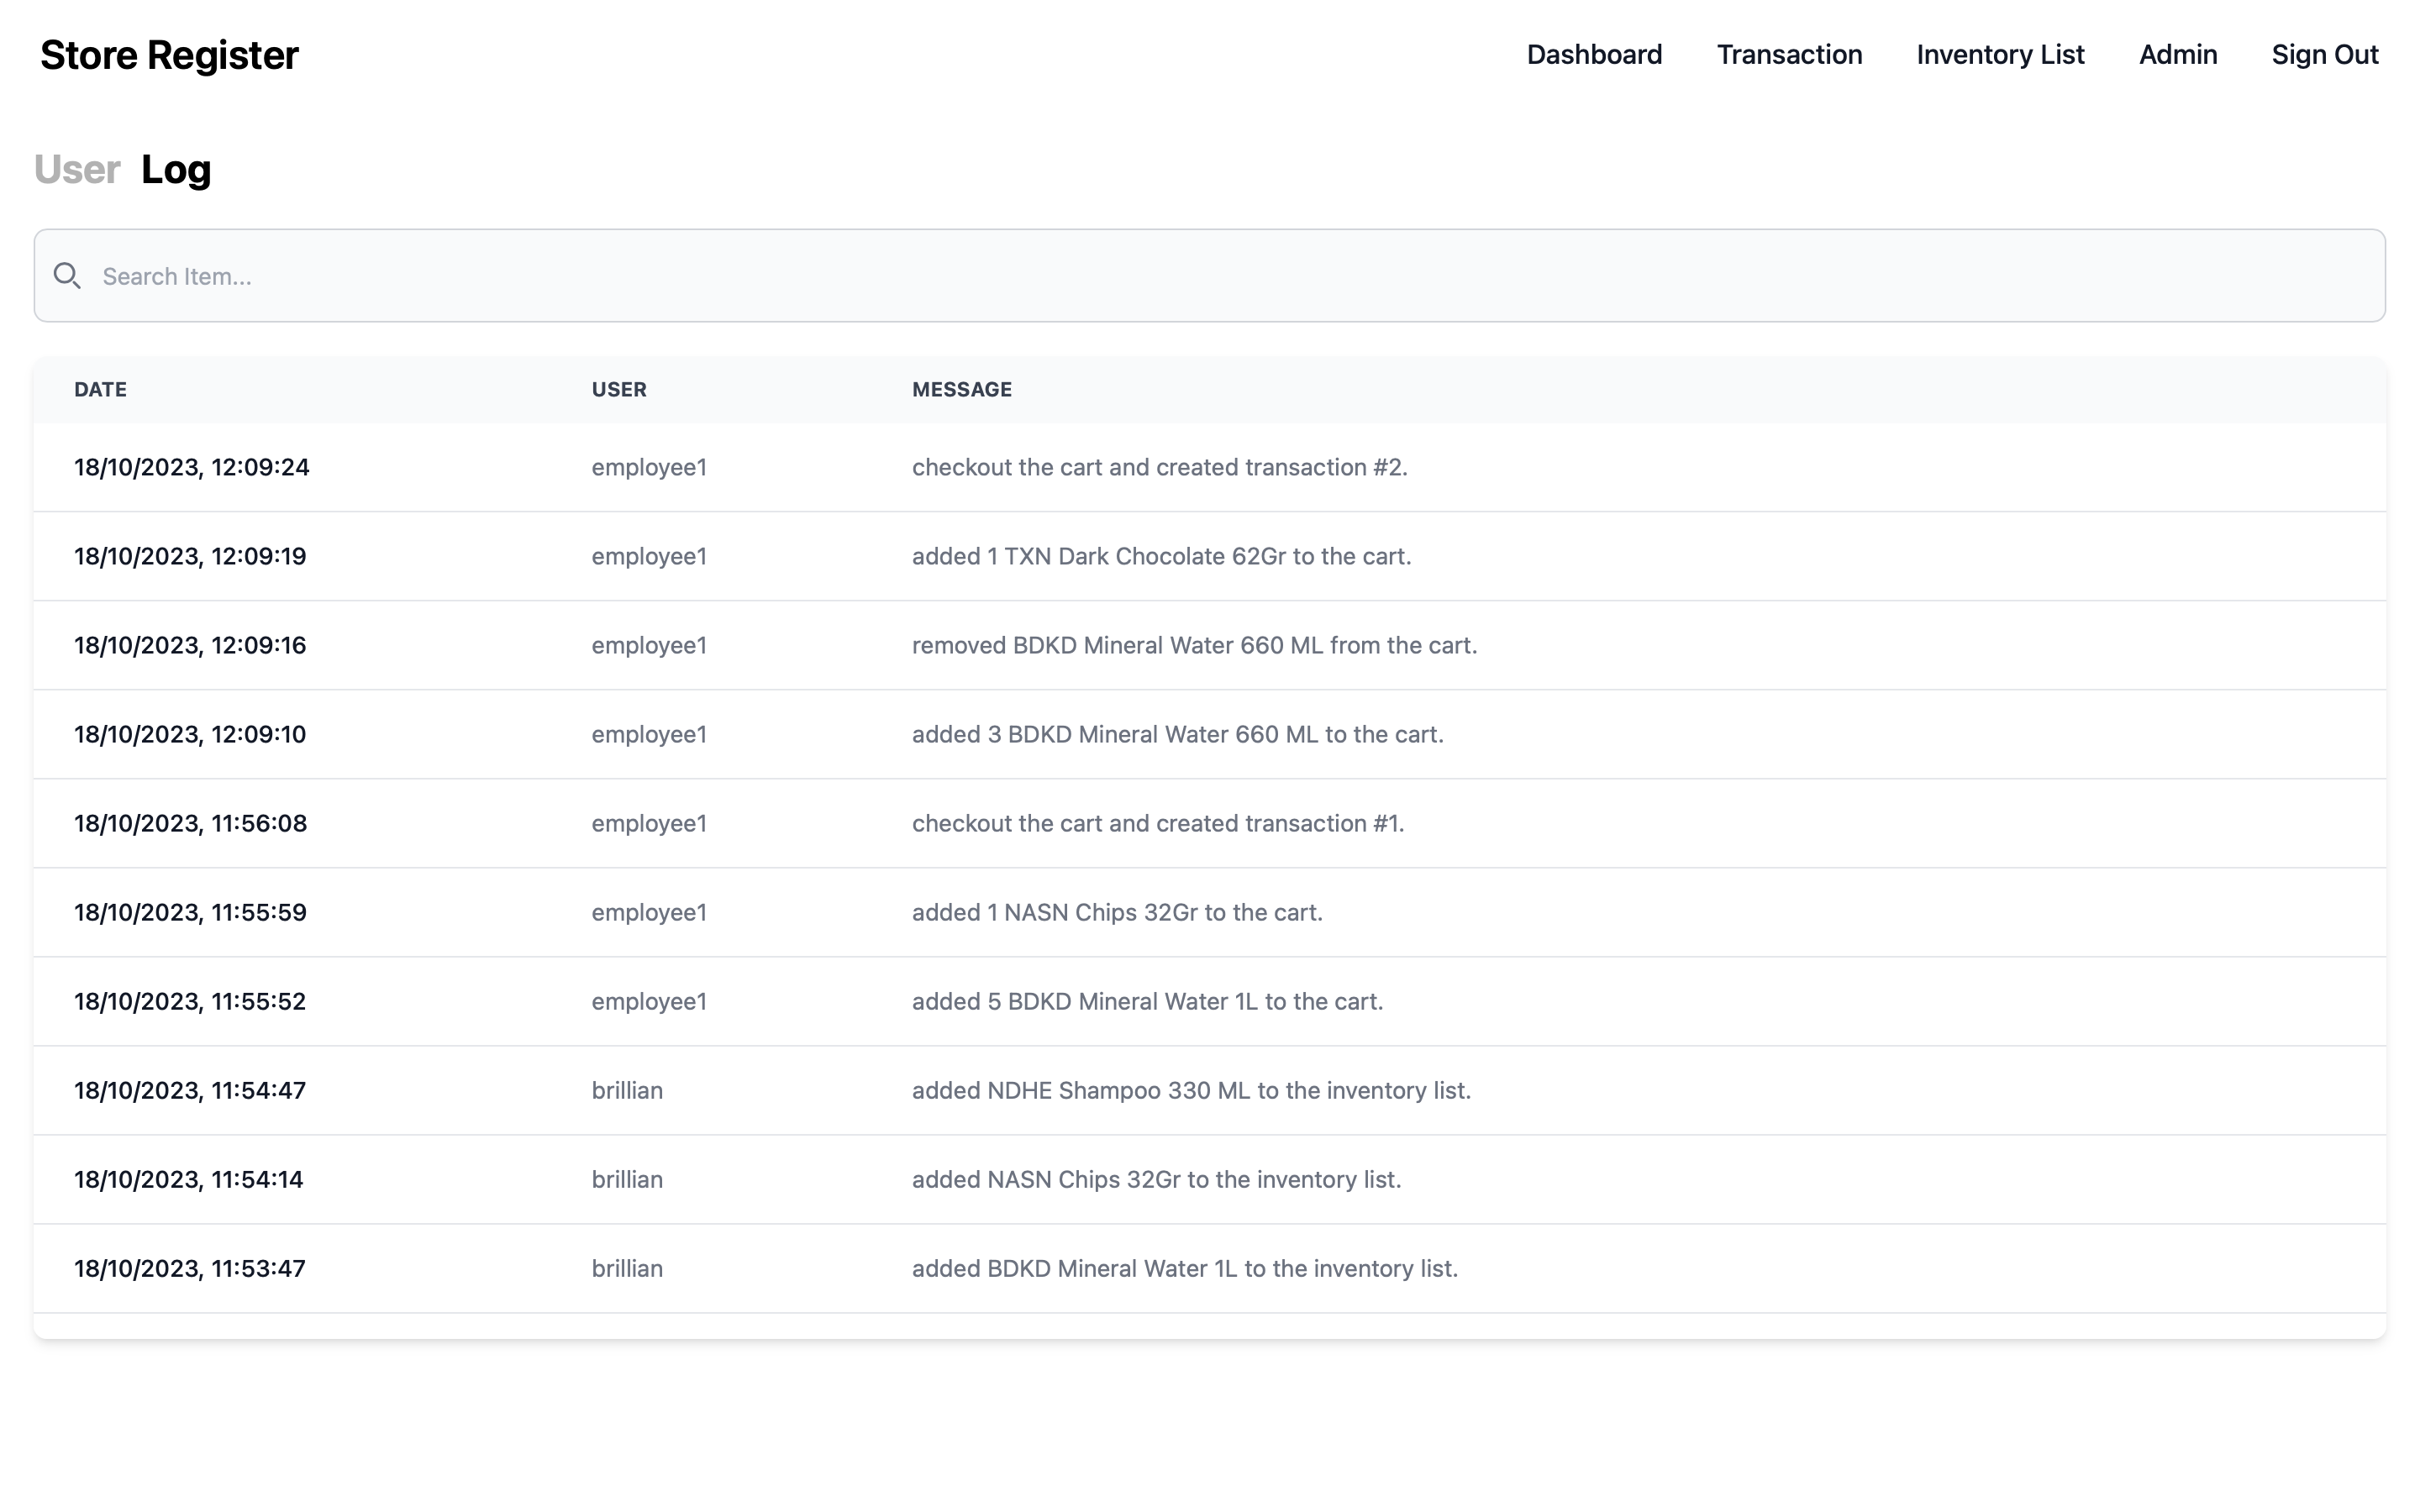 Store Register Dashboard Transaction Inventory List Admin Sign Out
User Log
Search Item...
DATE USER MESSAGE
18/10/2023, 12:09:24 employee1 checkout the cart and created transaction #2.
18/10/2023, 12:09:19 employee1 added 1 TXN Dark Chocolate 62Gr to the cart.
18/10/2023, 12:09:16 employee1 removed BDKD Mineral Water 660 ML from the cart.
18/10/2023, 12:09:10 employee1 added 3 BDKD Mineral Water 660 ML to the cart.
18/10/2023, 11:56:08 employee1 checkout the cart and created transaction #1.
18/10/2023, 11:55:59 employee1 added 1 NASN Chips 32Gr to the cart.
18/10/2023, 11:55:52 employee1 added 5 BDKD Mineral Water 1L to the cart.
18/10/2023, 11:54:47 brillian added NDHE Shampoo 330 ML to the inventory list.
18/10/2023, 11:54:14 brillian added NASN Chips 32Gr to the inventory list.
18/10/2023, 11:53:47 brillian added BDKD Mineral Water 1L to the inventory list.